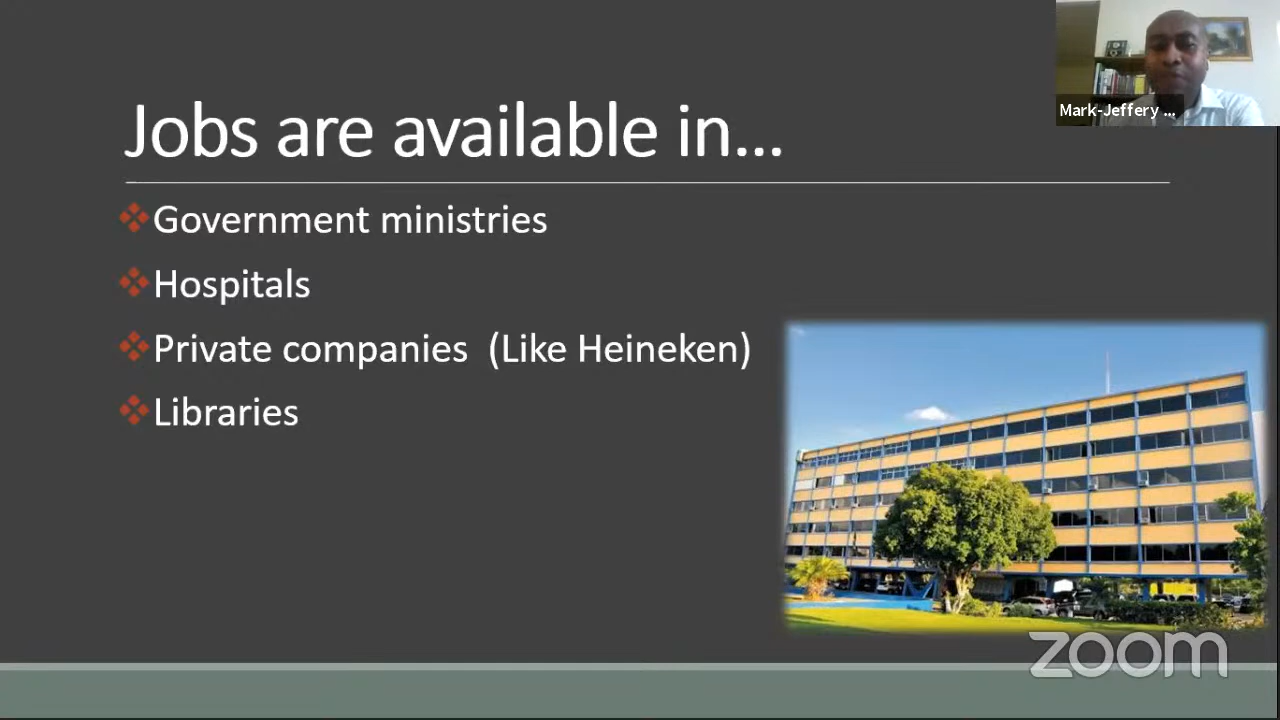 Mark-Jeffery ...
Jobs are available in...
Government ministries
Hospitals
Private companies (Like Heineken)
Libraries
zoom